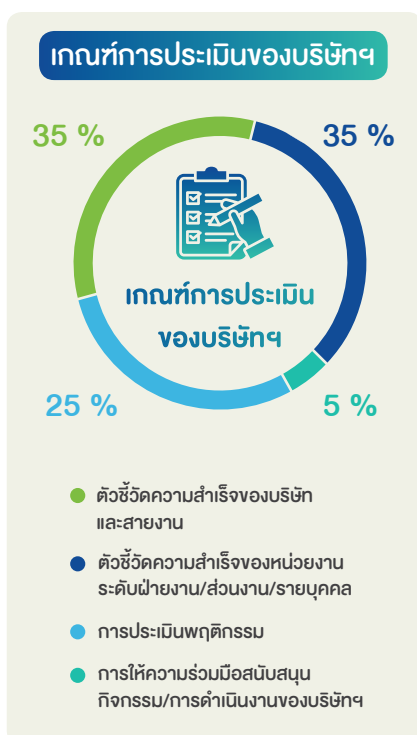 เกณฑ์การประเมินของบริษัทฯ
35 %
35 %
เกณฑ์การประเมิน
ของบริษัทฯ
25 %
5 %
ตัวชี้วัดความสำเร็จของบริษัท
และสายงาน
ตัวชี้วัดความสำเร็จของหน่วยงาน
ระดับฝ่ายงาน/ส่วนงาน/รายบุคคล
การประเมินพฤติกรรม
การให้ความร่วมมือสนับสนุน
กิจกรรม/การดำเนินงานของบริษัทฯ